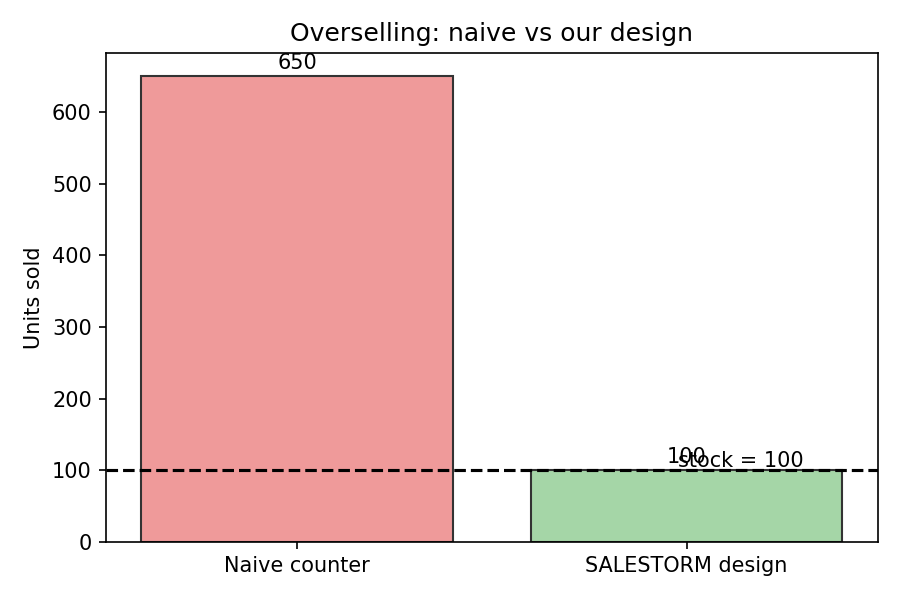 Overselling: naive vs our design
650
600
500
400
300
200
100
0
Units sold
100
stock = 100
Naive counter
SALESTORM design